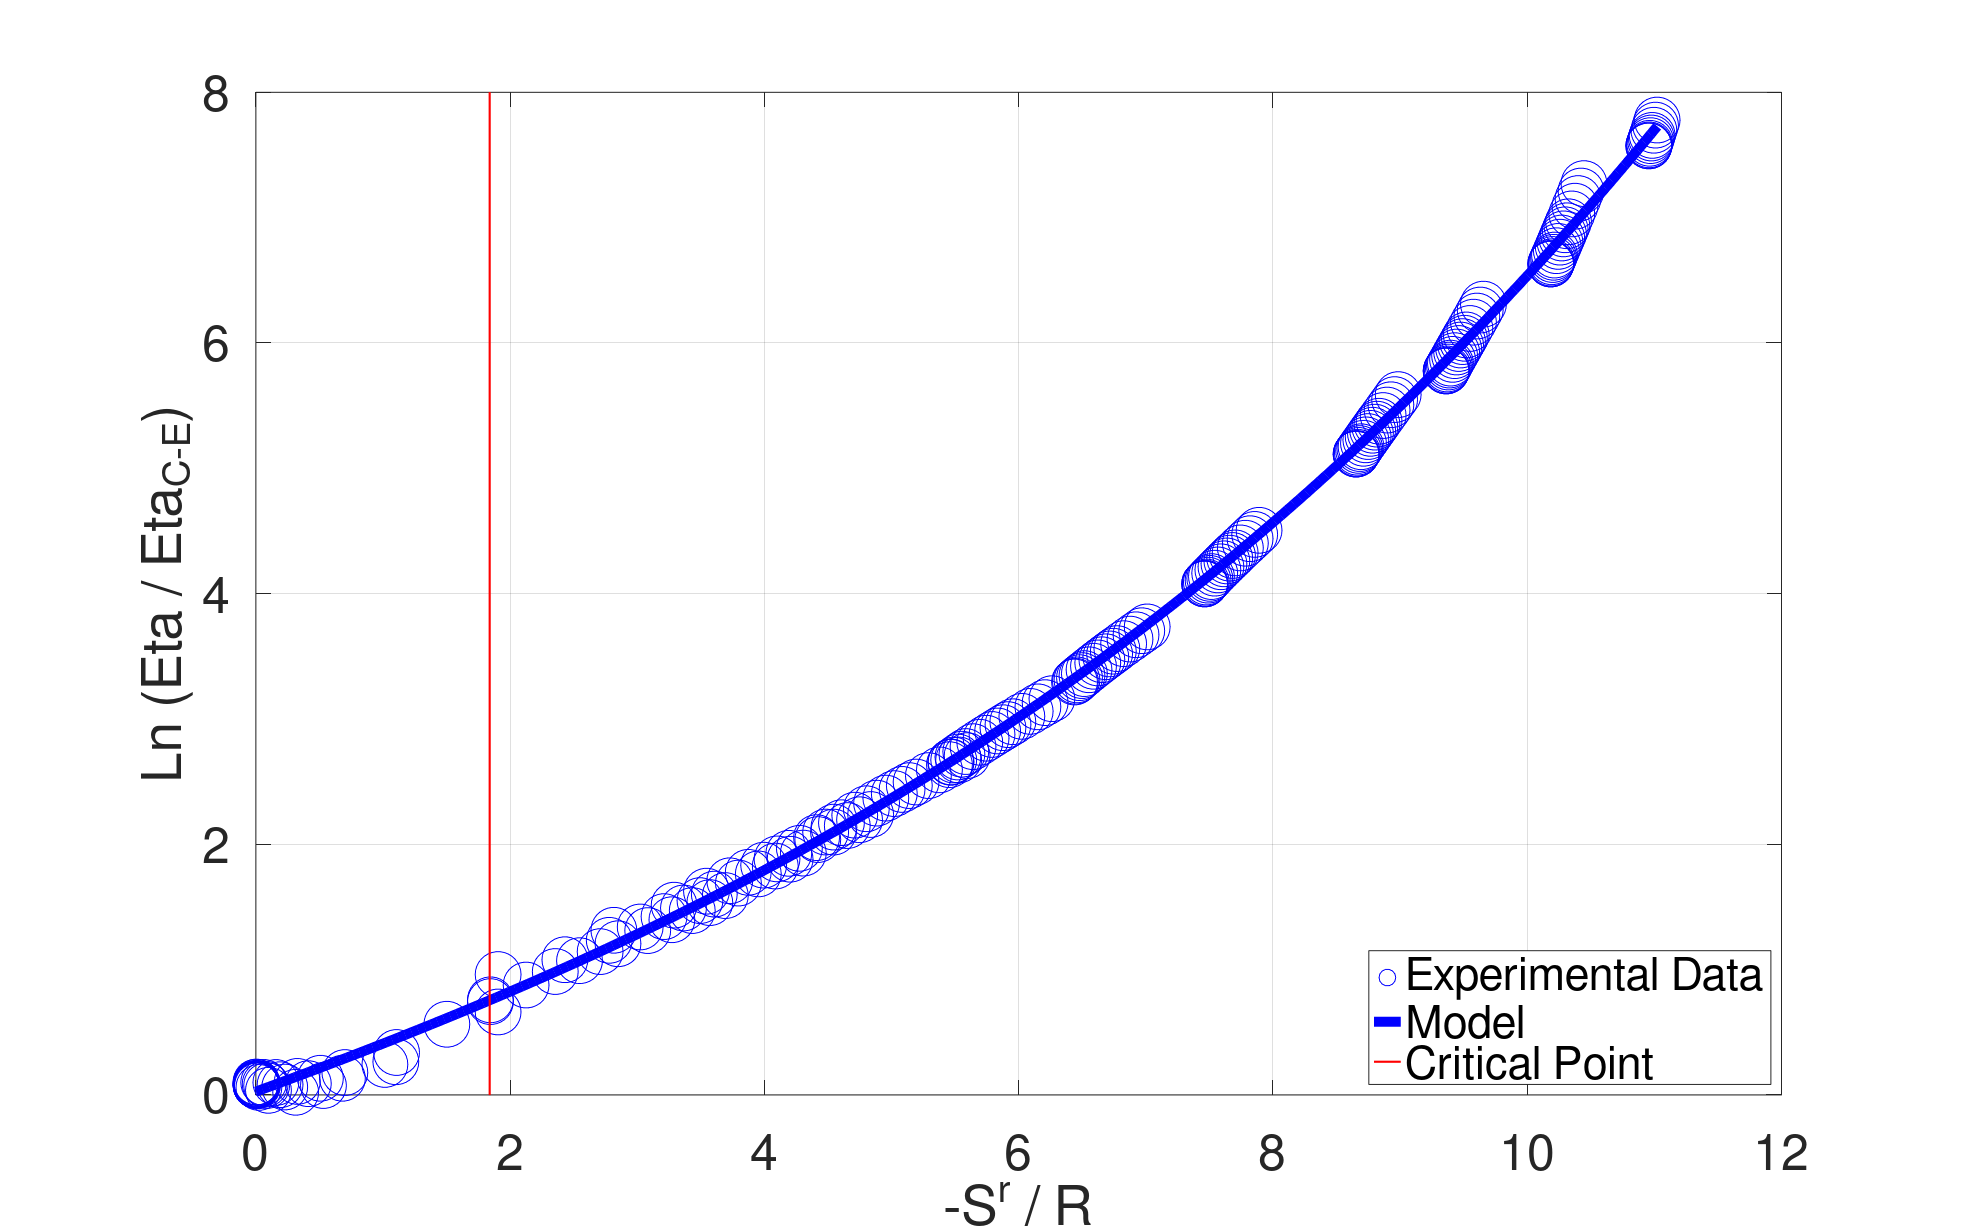 8
6
4
2
0
Ln (Eta / Eta_C-E)
Experimental Data
Model
Critical Point
0 2 4 6 8 10 12
-S^r / R